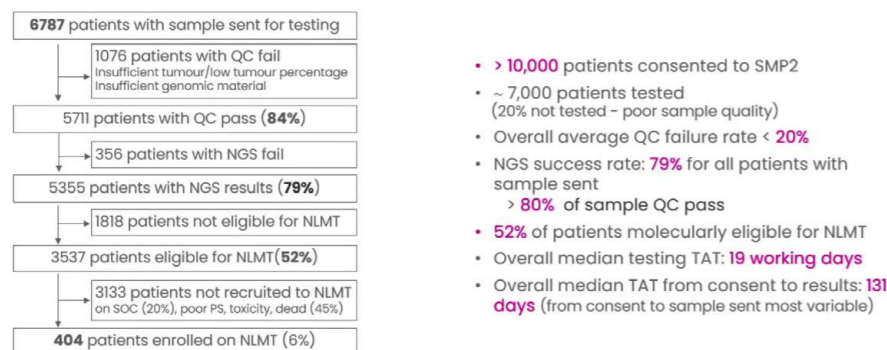 6787 patients with sample sent for testing
1076 patients with QC fail
Insufficient tumour/low tumour percentage
Insufficient genomic material
5711 patients with QC pass (84%)
356 patients with NGS fail
5355 patients with NGS results (79%)
1818 patients not eligible for NLMT
3537 patients eligible for NLMT(52%)
3133 patients not recruited to NLMT
on SOC (20%), poor PS, toxicity, dead (45%)
404 patients enrolled on NLMT (6%)
• > 10,000 patients consented to SMP2
• ~ 7,000 patients tested
(20% not tested - poor sample quality)
• Overall average QC failure rate < 20%
• NGS success rate: 79% for all patients with
sample sent
> 80% of sample QC pass
• 52% of patients molecularly eligible for NLMT
• Overall median testing TAT: 19 working days
• Overall median TAT from consent to results: 131
days (from consent to sample sent most variable)